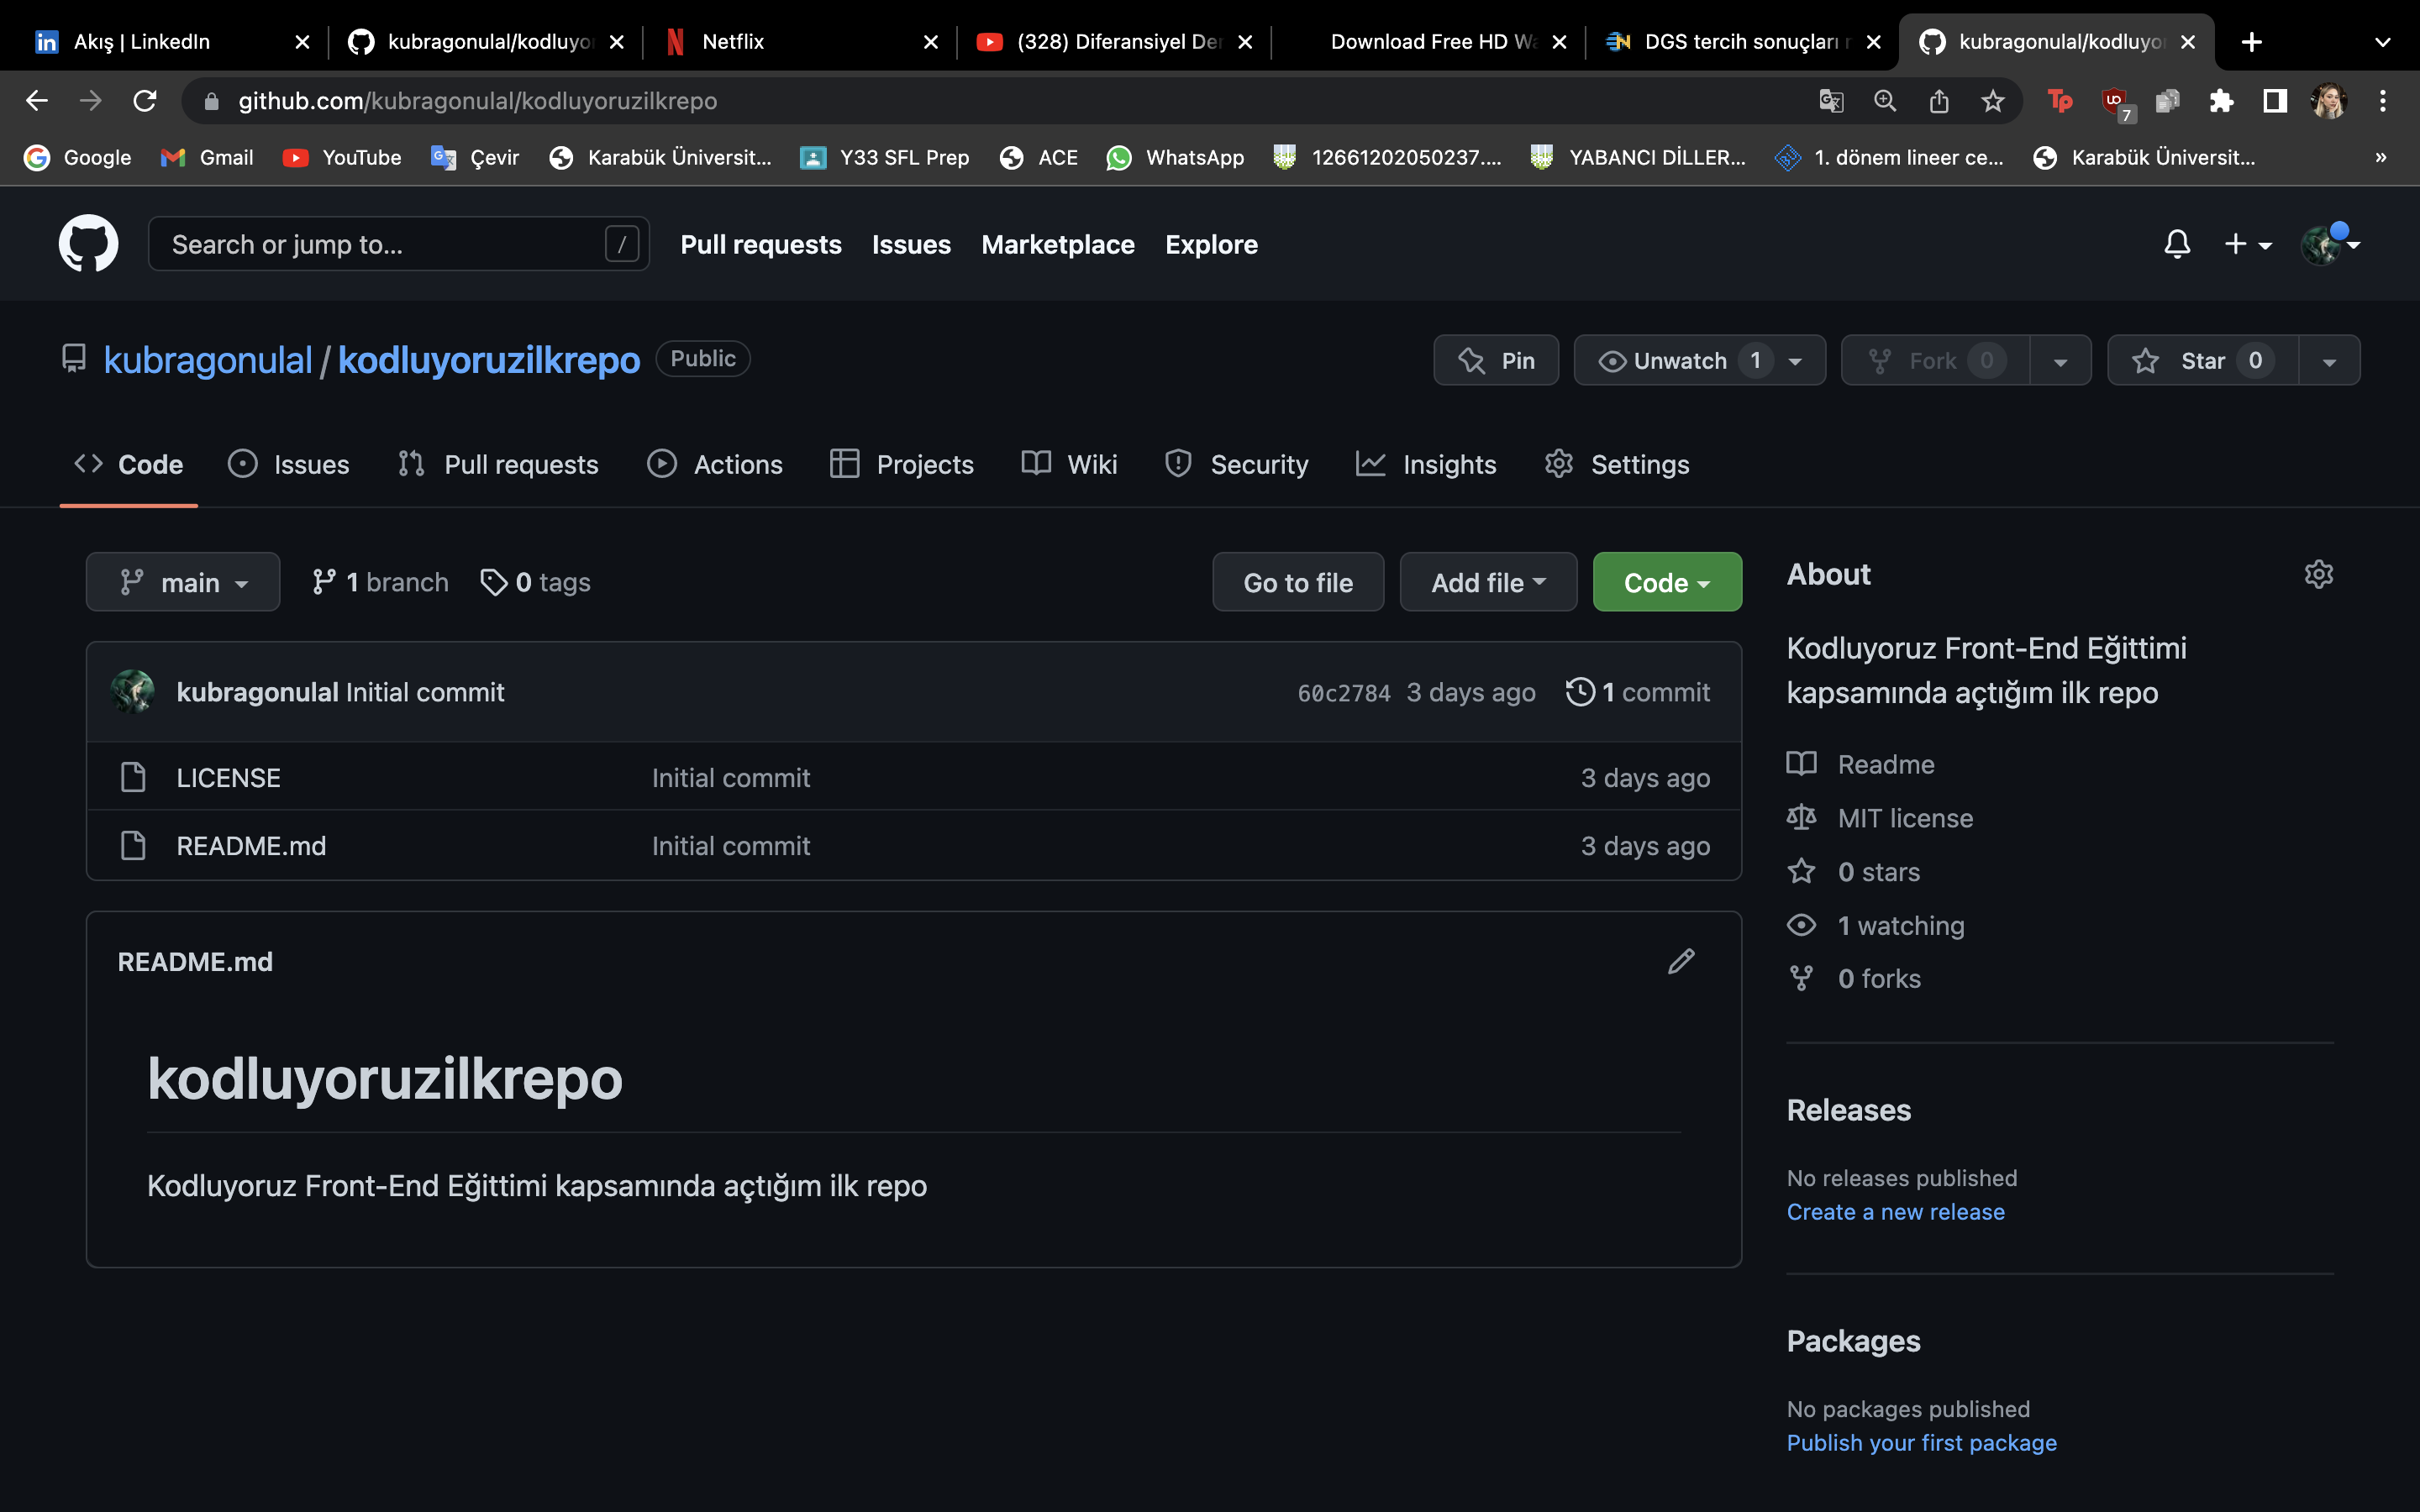 Akış | LinkedIn
kubragonulal/kodluyor
Netflix
(328) Diferansiyel Der
Download Free HD Wa
DGS tercih sonuçları
kubragonulal/kodluyor
github.com/kubragonulal/kodluyoruzilkrepo
7
Google
Gmail
YouTube
Çevir
Karabük Üniversit...
Y33 SFL Prep
ACE
WhatsApp
12661202050237....
YABANCI DİLLER...
1. dönem lineer ce...
Karabük Üniversit...
»
Search or jump to...
/
Pull requests
Issues
Marketplace
Explore
kubragonulal / kodluyoruzilkrepo
Public
Pin
Unwatch 1
Fork 0
Star 0
Code
Issues
Pull requests
Actions
Projects
Wiki
Security
Insights
Settings
main
1 branch
0 tags
Go to file
Add file
Code
kubragonulal Initial commit
60c2784 3 days ago
1 commit
LICENSE
Initial commit
3 days ago
README.md
Initial commit
3 days ago
README.md
kodluyoruzilkrepo
Kodluyoruz Front-End Eğittimi kapsamında açtığım ilk repo
About
Kodluyoruz Front-End Eğittimi
kapsamında açtığım ilk repo
Readme
MIT license
0 stars
1 watching
0 forks
Releases
No releases published
Create a new release
Packages
No packages published
Publish your first package